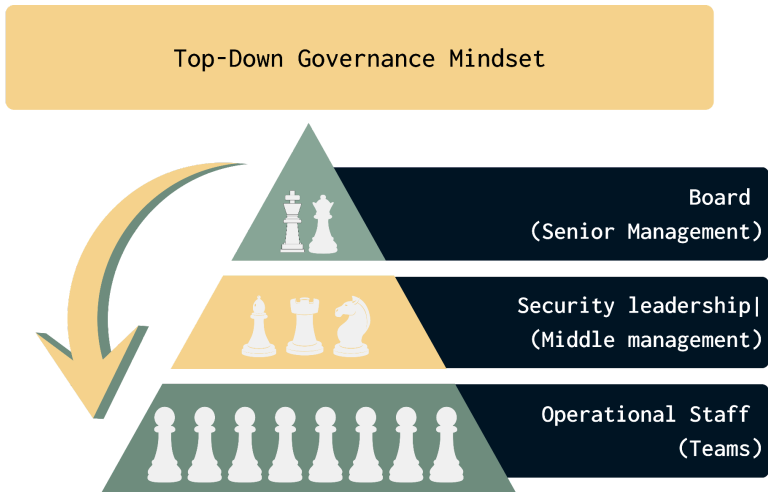 Top-Down Governance Mindset
Board
(Senior Management)
Security leadership|
(Middle management)
Operational Staff
(Teams)